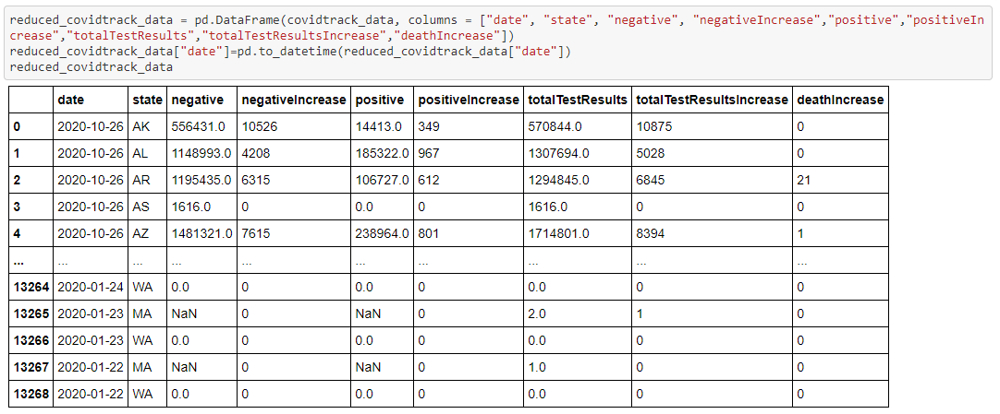 reduced_covidtrack_data = pd.DataFrame(covidtrack_data, columns = ["date", "state", "negative", "negativeIncrease","positive","positiveIn
crease","totalTestResults","totalTestResultsIncrease","deathIncrease"])
reduced_covidtrack_data["date"]=pd.to_datetime(reduced_covidtrack_data["date"])
reduced_covidtrack_data
date state negative negativeIncrease positive positiveIncrease totalTestResults totalTestResultsIncrease deathIncrease
0 2020-10-26 AK 556431.0 10526 14413.0 349 570844.0 10875 0
1 2020-10-26 AL 1148993.0 4208 185322.0 967 1307694.0 5028 0
2 2020-10-26 AR 1195435.0 6315 106727.0 612 1294845.0 6845 21
3 2020-10-26 AS 1616.0 0 0.0 0 1616.0 0 0
4 2020-10-26 AZ 1481321.0 7615 238964.0 801 1714801.0 8394 1
... ... ... ... ... ... ... ... ... ...
13264 2020-01-24 WA 0.0 0 0.0 0 0.0 0 0
13265 2020-01-23 MA NaN 0 NaN 0 2.0 1 0
13266 2020-01-23 WA 0.0 0 0.0 0 0.0 0 0
13267 2020-01-22 MA NaN 0 NaN 0 1.0 0 0
13268 2020-01-22 WA 0.0 0 0.0 0 0.0 0 0